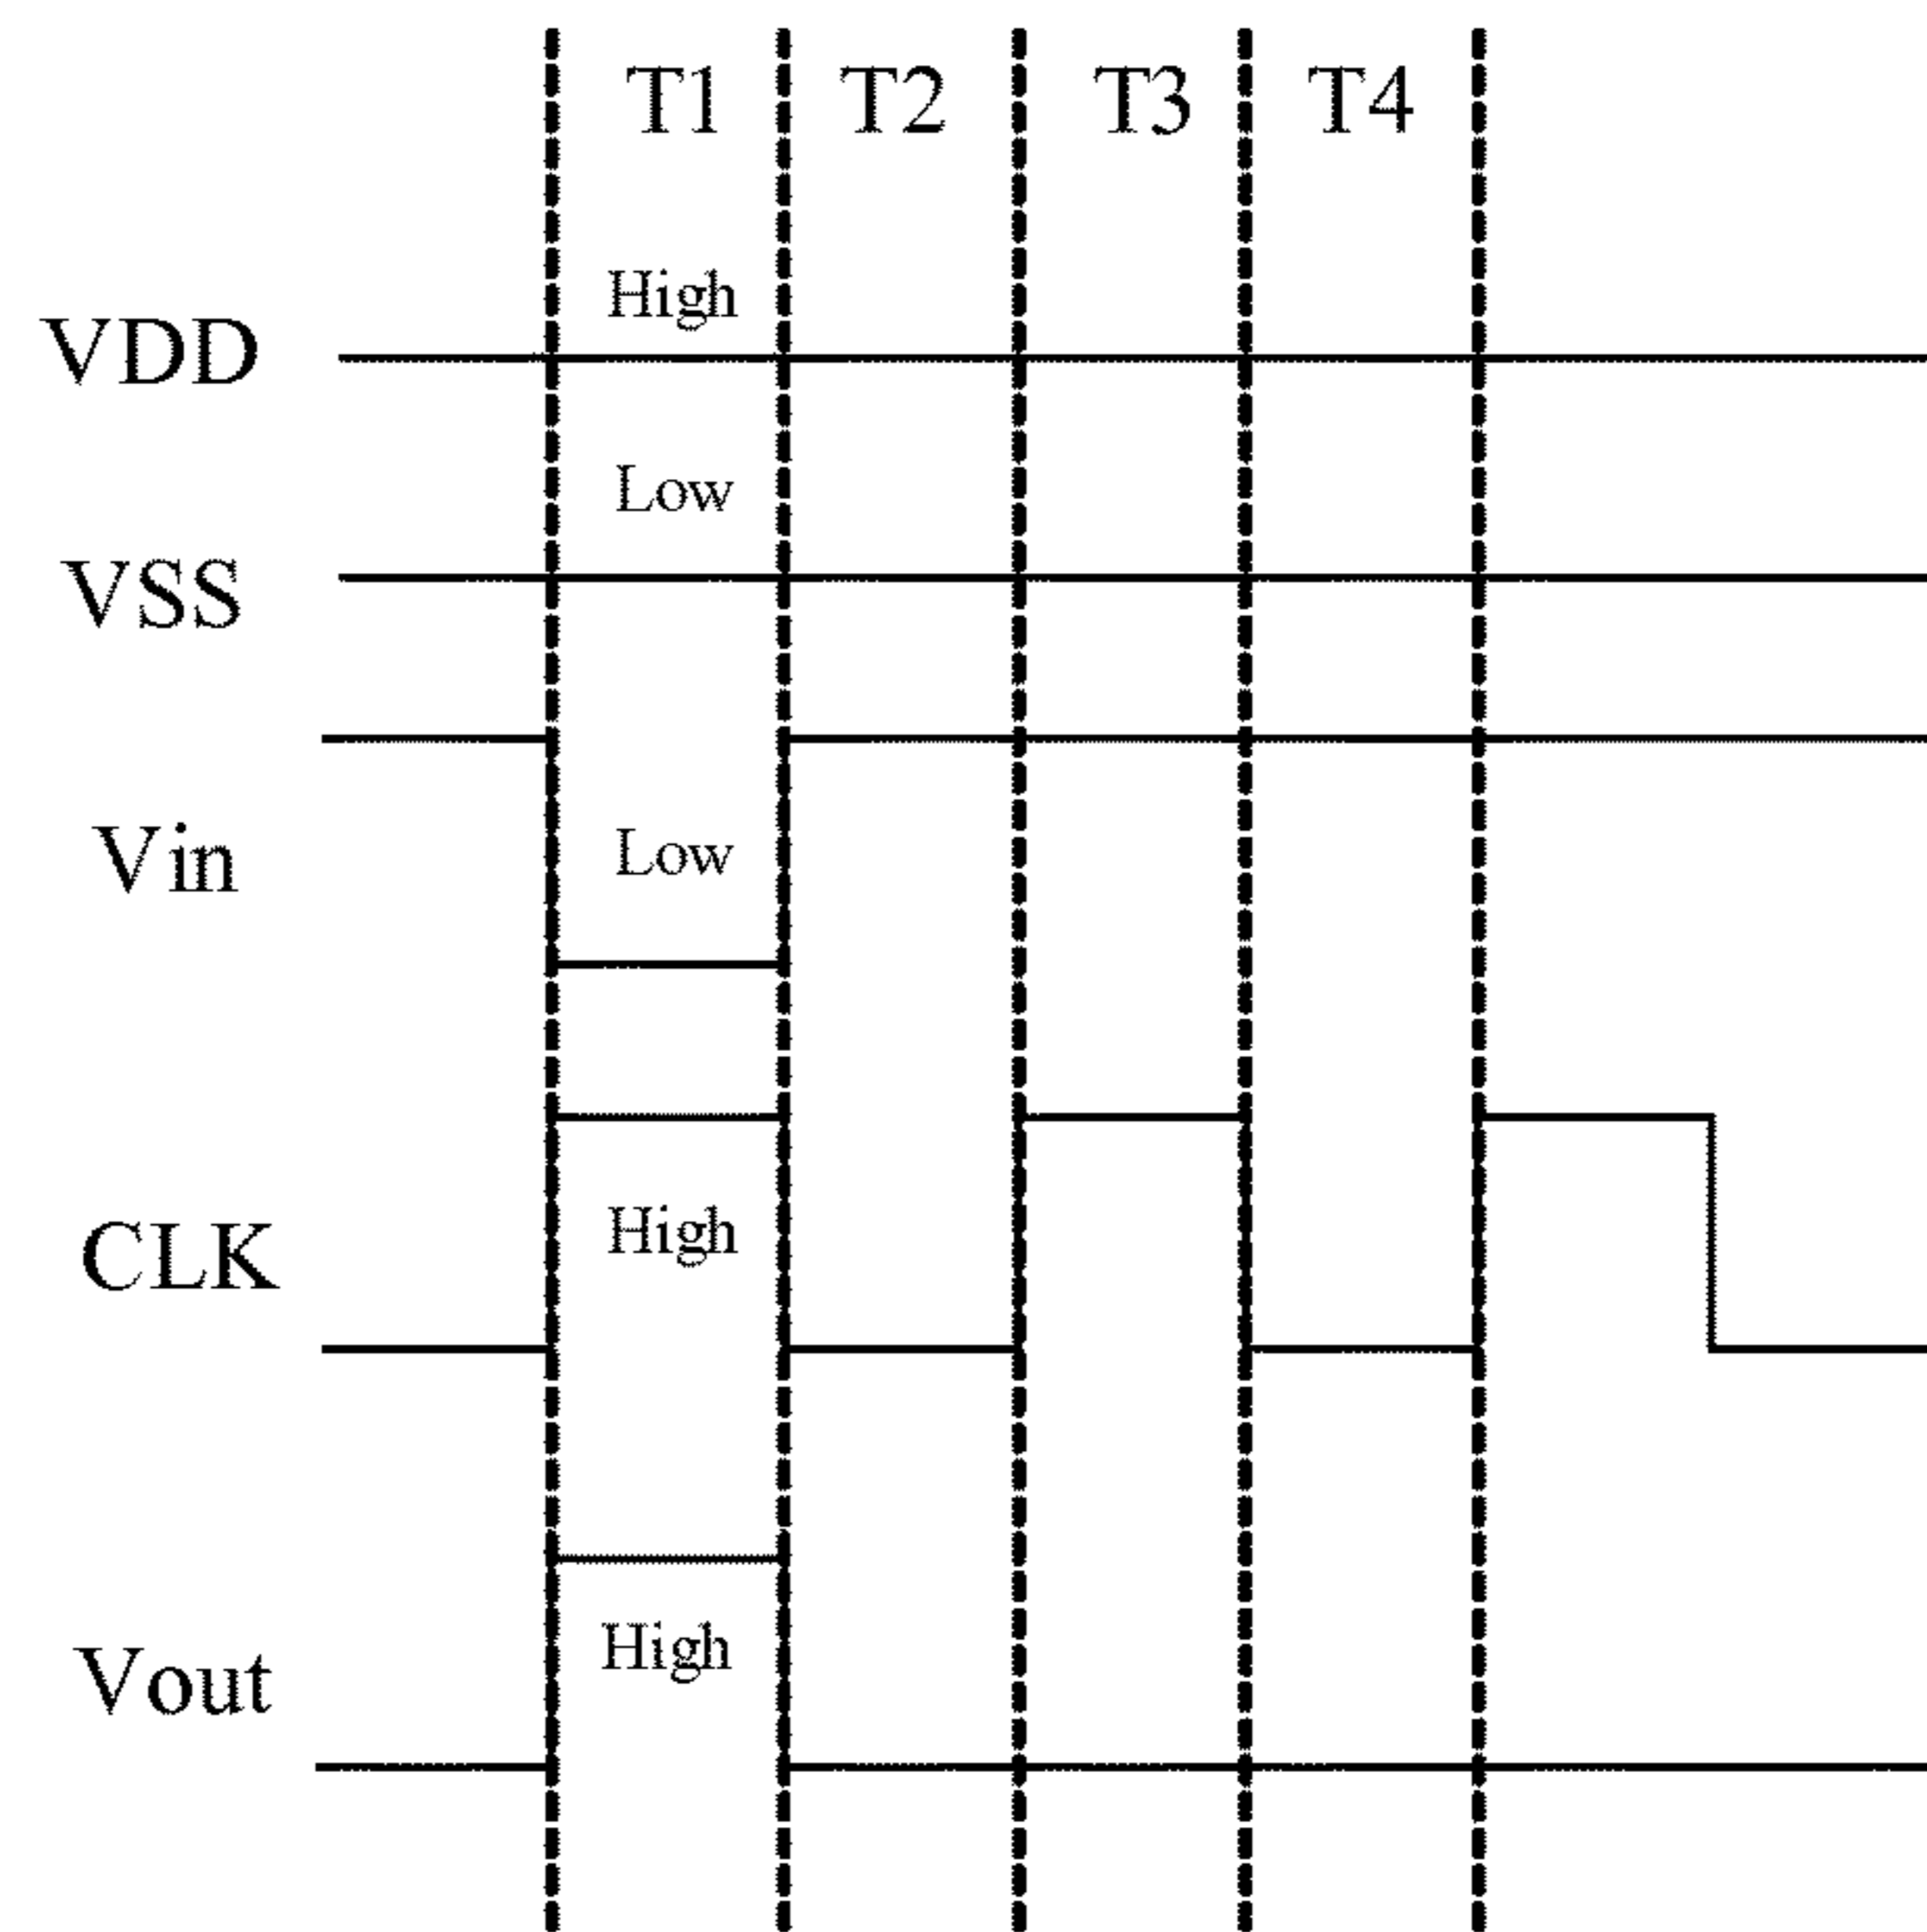 T1 T2 T3 T4
High
VDD
Low
VSS
Vin Low
CLK High
High
Vout